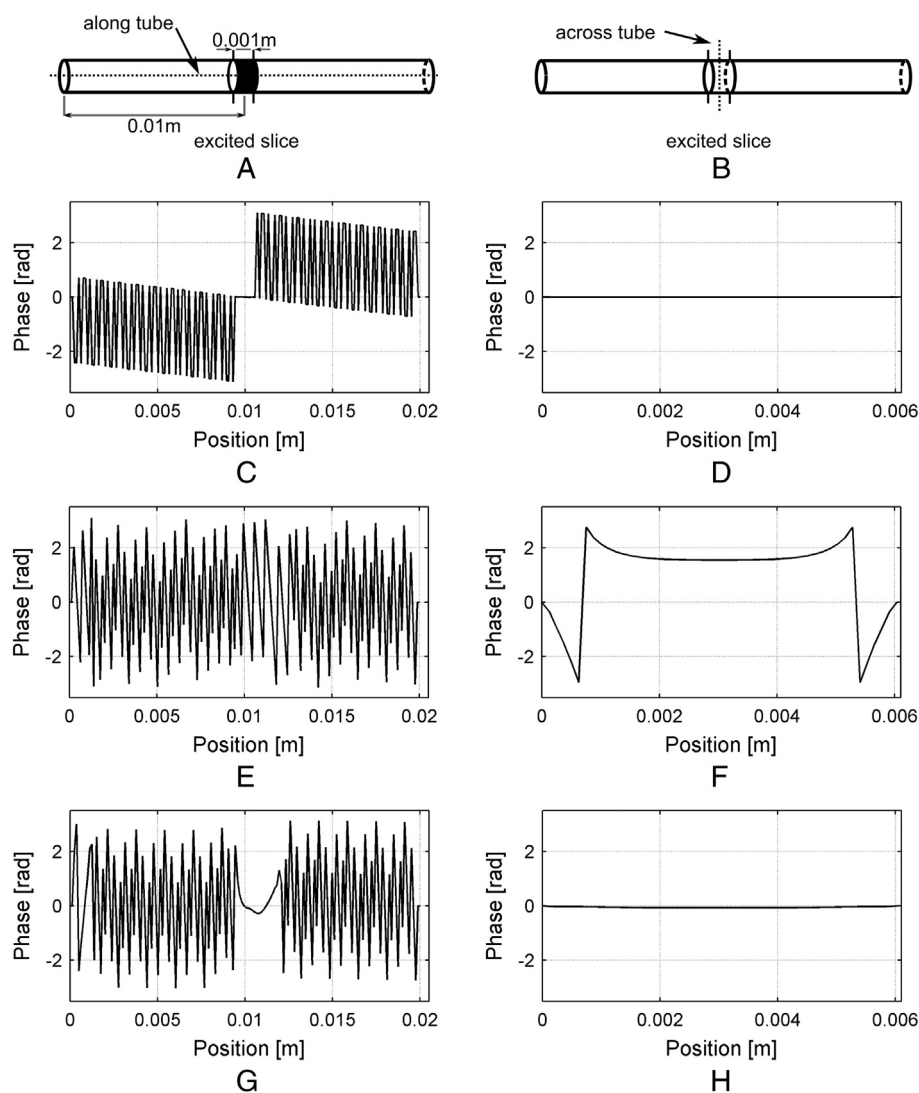 along tube
0.001m
0.01m
excited slice
A
across tube
excited slice
B
Phase [rad]
2
0
-2
0
0.005
0.01
0.015
0.02
Position [m]
C
Phase [rad]
2
0
-2
0
0.002
0.004
0.006
Position [m]
D
Phase [rad]
2
0
-2
0
0.005
0.01
0.015
0.02
Position [m]
E
Phase [rad]
2
0
-2
0
0.002
0.004
0.006
Position [m]
F
Phase [rad]
2
0
-2
0
0.005
0.01
0.015
0.02
Position [m]
G
Phase [rad]
2
0
-2
0
0.002
0.004
0.006
Position [m]
H